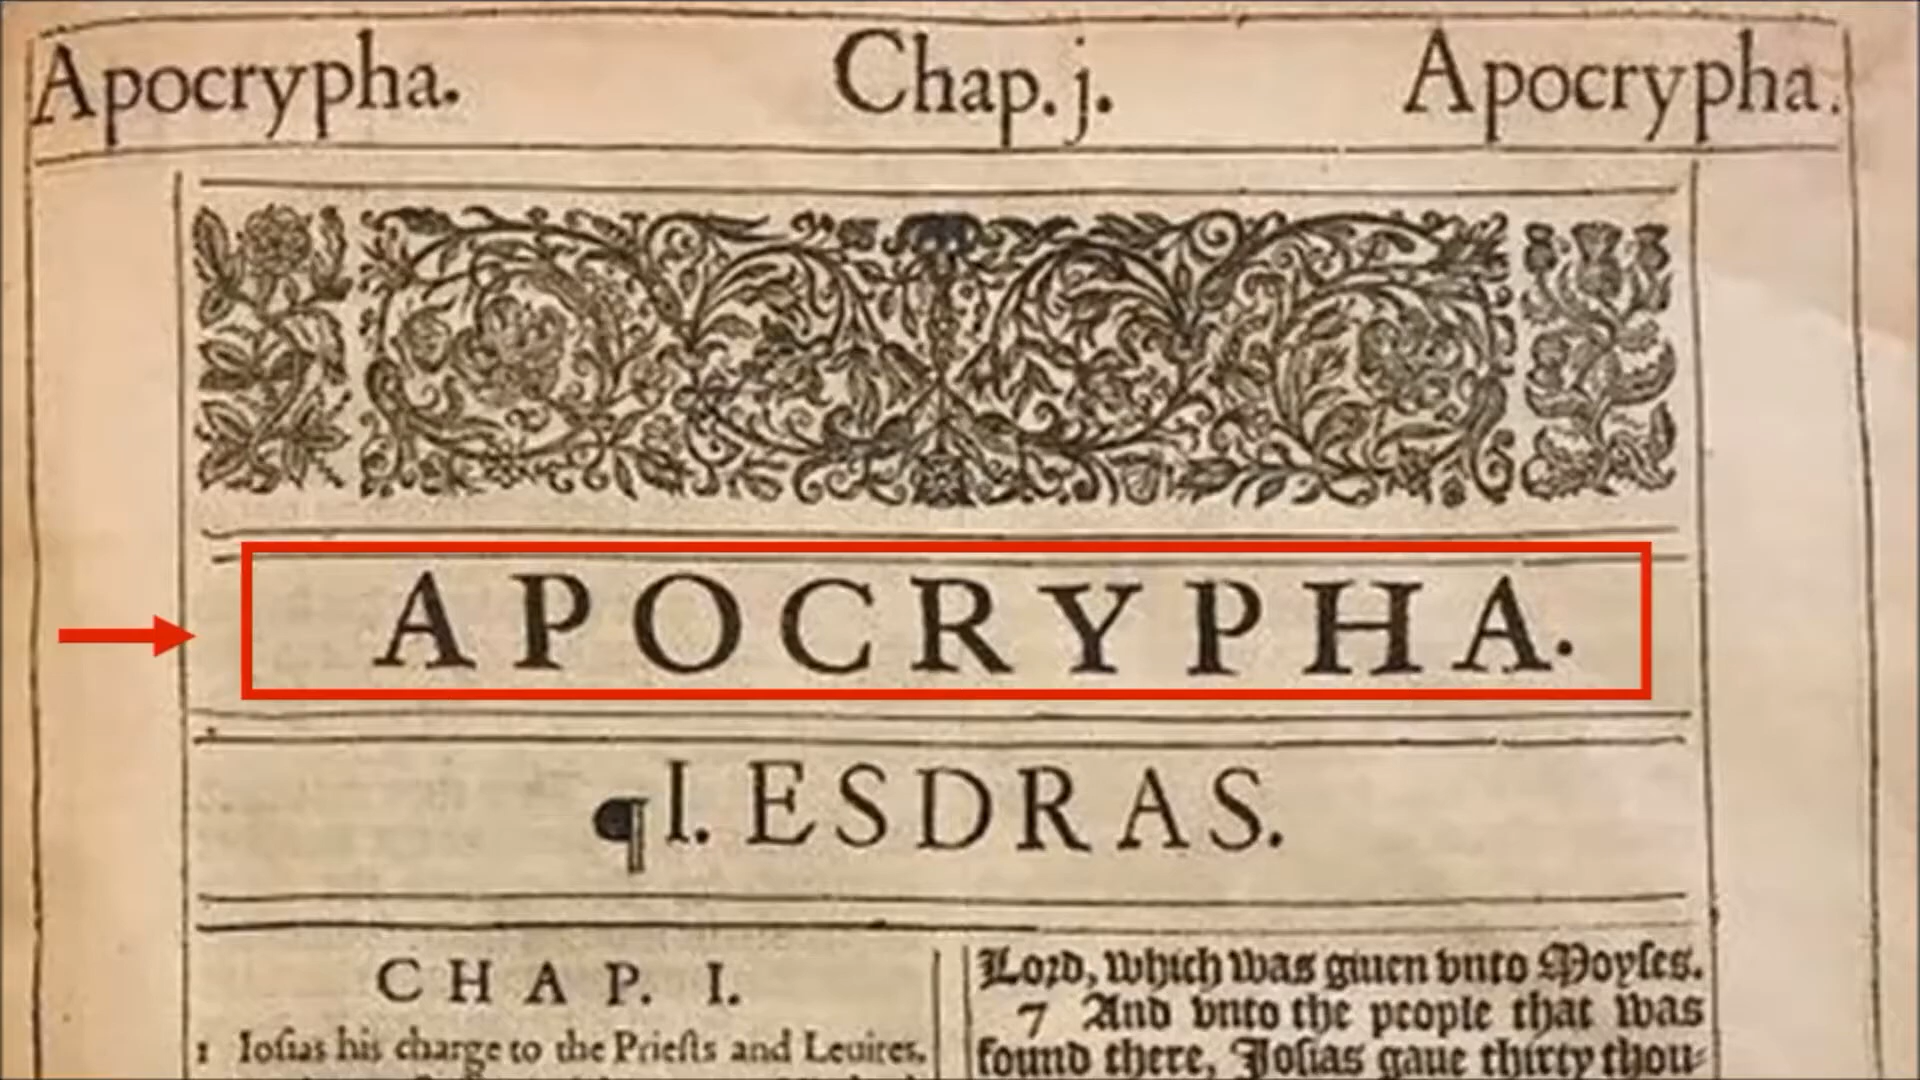 Apocrypha. Chap. j. Apocrypha.
APOCRYPHA.
¶ I. ESDRAS.
CHAP. I.
1 Iosias his charge to the Priests and Leuites.
Lord, which was giuen vnto Moyses.
7 And vnto the people that was
found there, Josias gaue thirty thou-